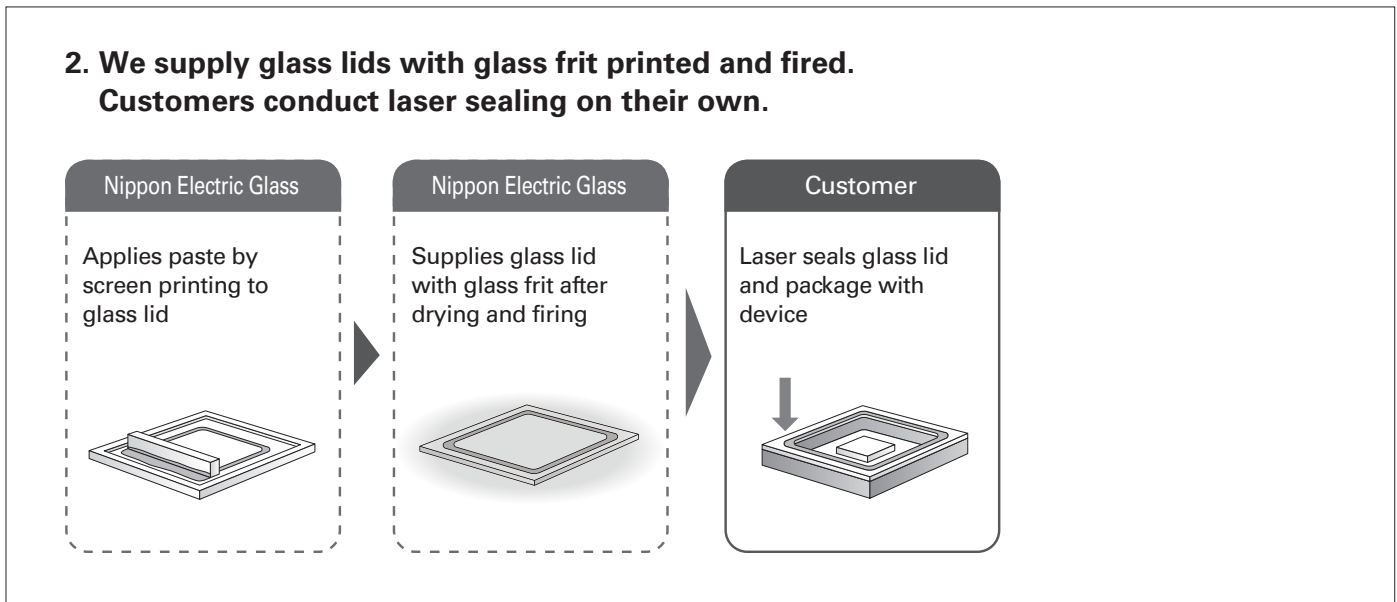 2. We supply glass lids with glass frit printed and fired.
Customers conduct laser sealing on their own.
Nippon Electric Glass
Applies paste by
screen printing to
glass lid
Nippon Electric Glass
Supplies glass lid
with glass frit after
drying and firing
Customer
Laser seals glass lid
and package with
device